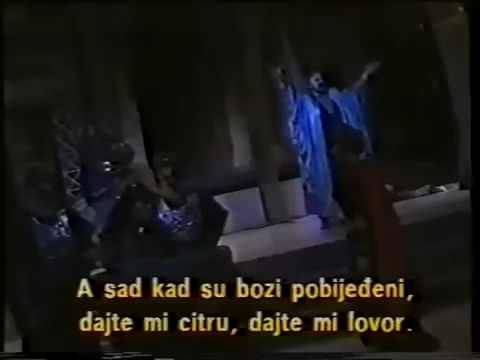 A sad kad su bozi pobijeđeni,
dajte mi citru, dajte mi lovor.